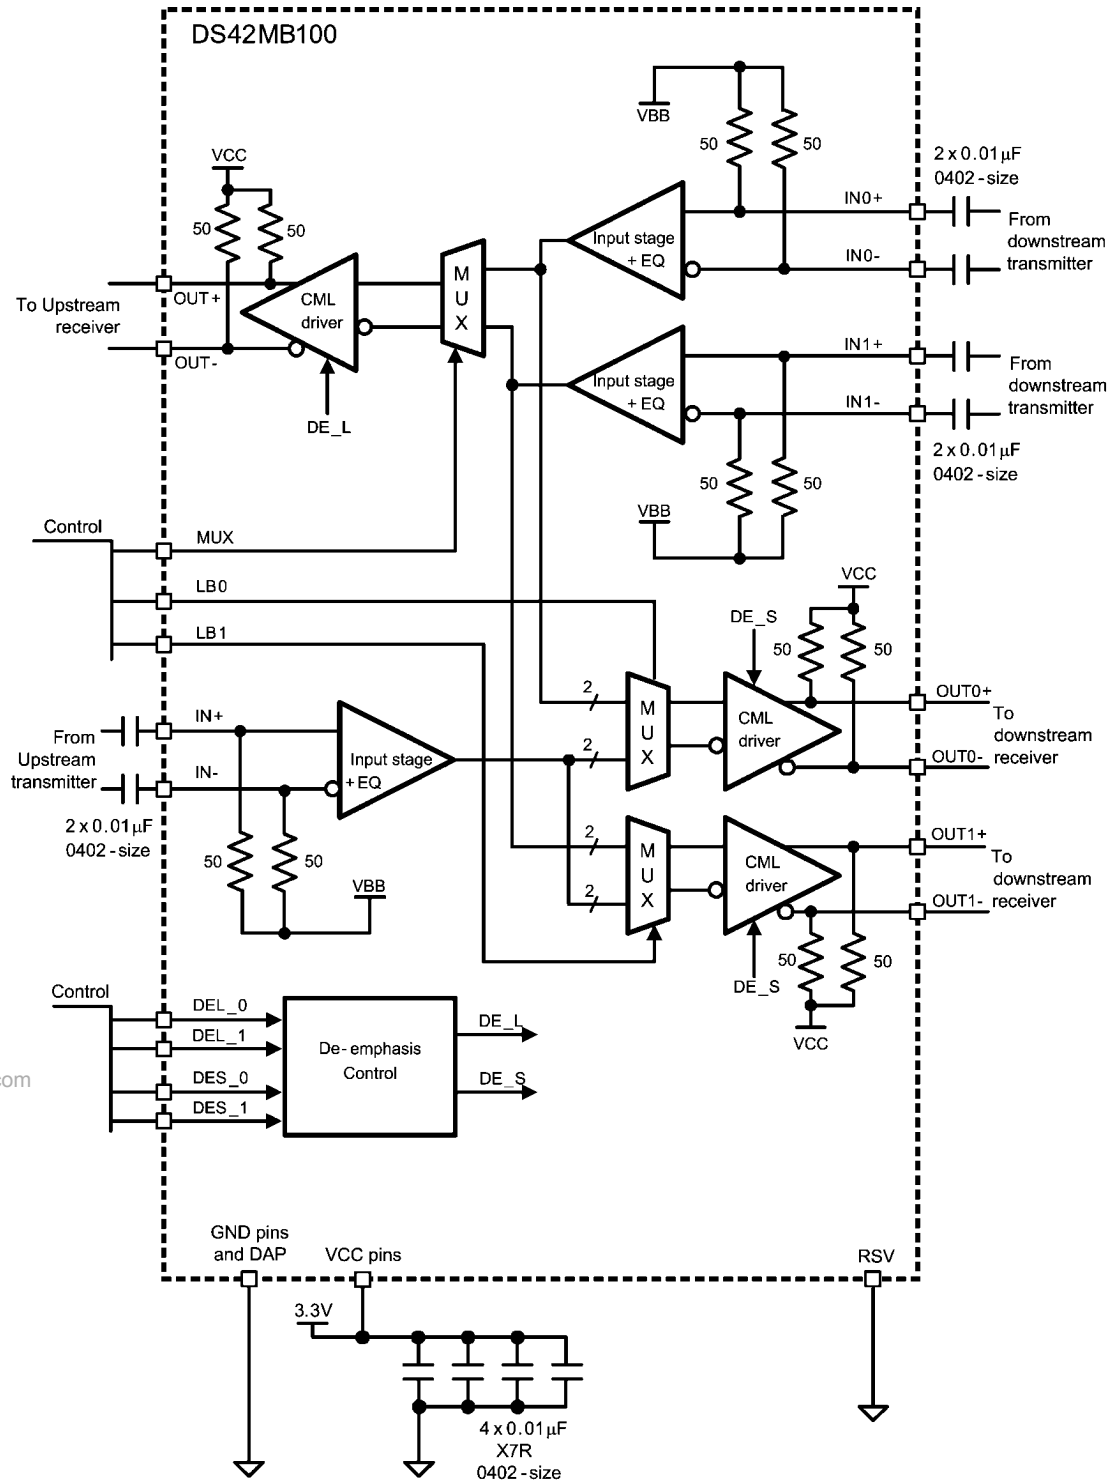 DS42MB100
VBB
50
50
2 x 0.01µF
0402-size
IN0+
From
downstream
transmitter
Input stage
+ EQ
IN0-
VCC
50
50
MUX
OUT+
CML
driver
To Upstream
receiver
OUT-
DE_L
IN1+
From
downstream
transmitter
Input stage
+ EQ
IN1-
2 x 0.01µF
0402-size
50
50
VBB
Control
MUX
LB0
LB1
VCC
DE_S
50
50
2
MUX
CML
driver
OUT0+
To
downstream
receiver
OUT0-
2
IN+
From
Upstream
transmitter
Input stage
+ EQ
IN-
2 x 0.01µF
0402-size
50
50
VBB
2
MUX
CML
driver
OUT1+
To
downstream
receiver
OUT1-
2
DE_S
50
50
VCC
Control
DEL_0
DEL_1
DES_0
DES_1
De-emphasis
Control
DE_L
DE_S
com
GND pins
and DAP
VCC pins
RSV
3.3V
4 x 0.01µF
X7R
0402-size